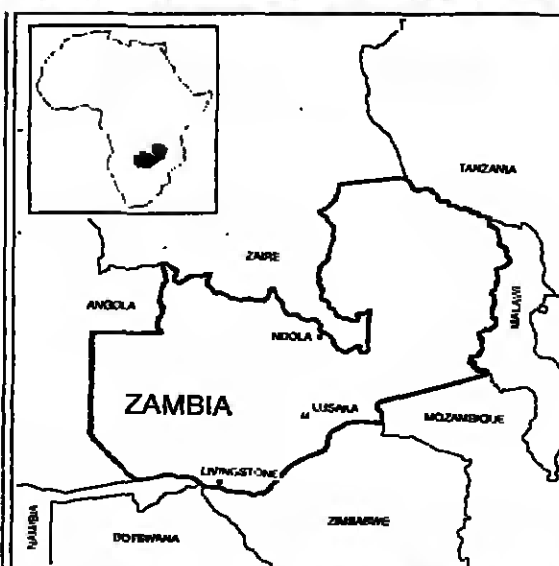 TANZANIA
ZAIRE
ANGOLA
MALAWI
NDOLA
ZAMBIA
LUSAKA
MOZAMBIQUE
LIVINGSTONE
NAMIBIA
BOTSWANA
ZIMBABWE